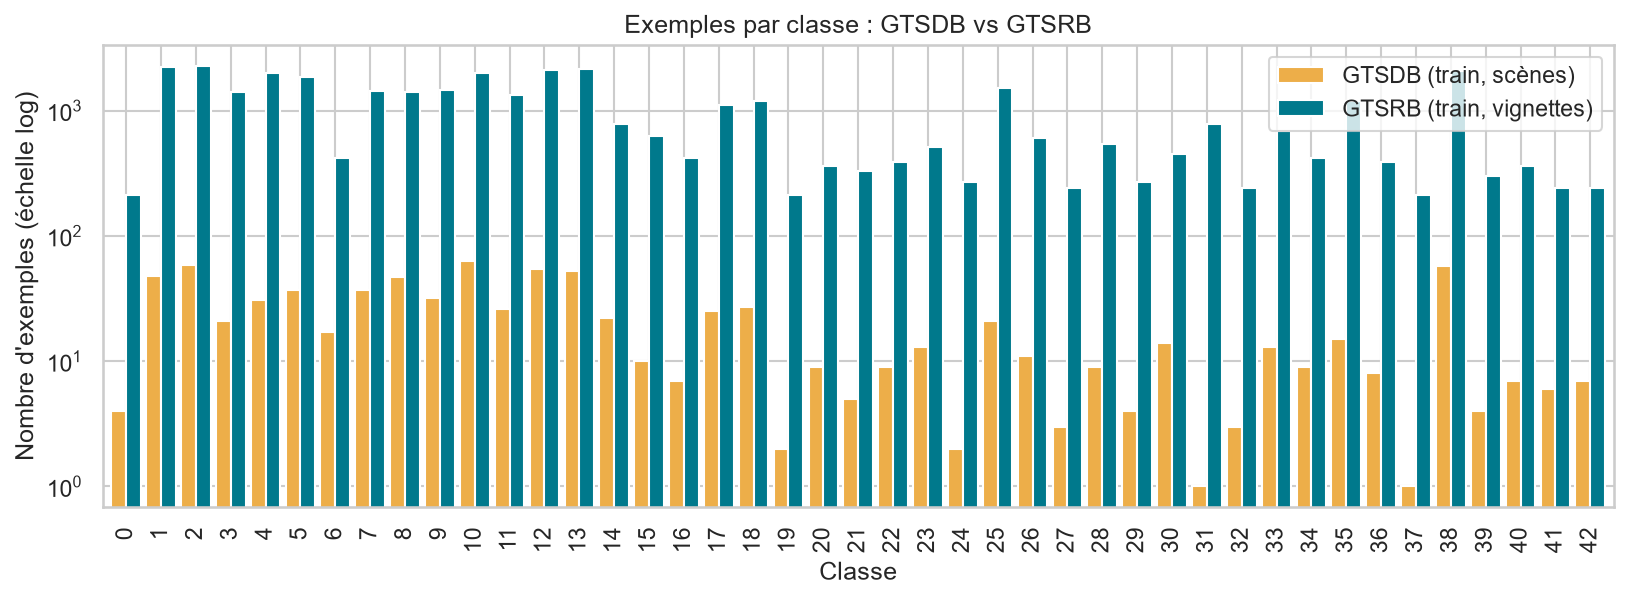 Exemples par classe : GTSDB vs GTSRB
GTSDB (train, scènes)
GTSRB (train, vignettes)
Nombre d'exemples (échelle log)
10³
10²
10¹
10⁰
0 1 2 3 4 5 6 7 8 9 10 11 12 13 14 15 16 17 18 19 20 21 22 23 24 25 26 27 28 29 30 31 32 33 34 35 36 37 38 39 40 41 42
Classe